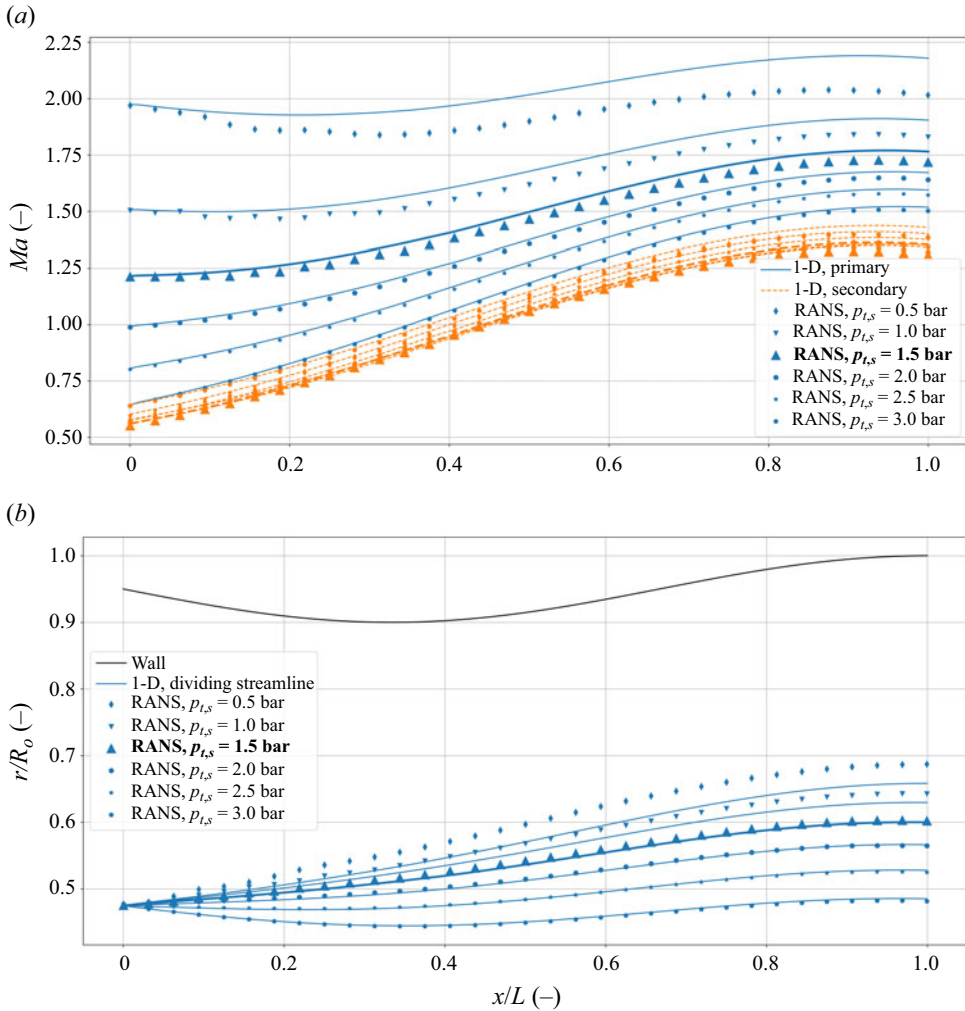 (a)
2.25
2.00
1.75
1.50
1.25
1.00
0.75
0.50
Ma (–)
1-D, primary
1-D, secondary
RANS, pt,s = 0.5 bar
RANS, pt,s = 1.0 bar
RANS, pt,s = 1.5 bar
RANS, pt,s = 2.0 bar
RANS, pt,s = 2.5 bar
RANS, pt,s = 3.0 bar
0 0.2 0.4 0.6 0.8 1.0
(b)
1.0
0.9
0.8
0.7
0.6
0.5
r/Ro (–)
Wall
1-D, dividing streamline
RANS, pt,s = 0.5 bar
RANS, pt,s = 1.0 bar
RANS, pt,s = 1.5 bar
RANS, pt,s = 2.0 bar
RANS, pt,s = 2.5 bar
RANS, pt,s = 3.0 bar
0 0.2 0.4 0.6 0.8 1.0
x/L (–)